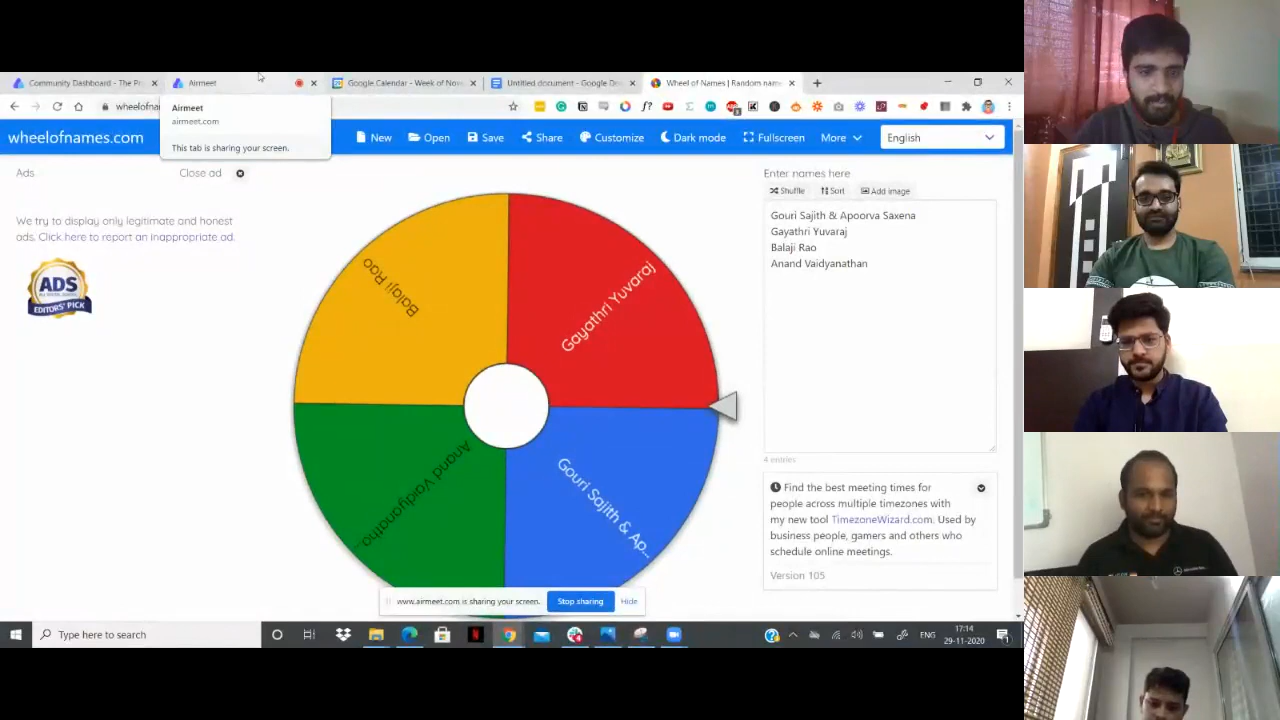 Community Dashboard - The Pr
Airmeet
Google Calendar - Week of Nov
Untitled document - Google Do
Wheel of Names | Random name
wheelofna
Airmeet
airmeet.com
This tab is sharing your screen.
wheelofnames.com
New
Open
Save
Share
Customize
Dark mode
Fullscreen
More
English
Ads
Close ad
We try to display only legitimate and honest
ads. Click here to report an inappropriate ad.
ADS
EDITORS' PICK
Balaji Rao
Gayathri Yuvaraj
Anand Vaidyanatha...
Gouri Sajith & Ap...
Enter names here
Shuffle
Sort
Add image
Gouri Sajith & Apoorva Saxena
Gayathri Yuvaraj
Balaji Rao
Anand Vaidyanathan
4 entries
Find the best meeting times for
people across multiple timezones with
my new tool TimezoneWizard.com. Used by
business people, gamers and others who
schedule online meetings.
Version 105
www.airmeet.com is sharing your screen.
Stop sharing
Hide
Type here to search
ENG
17:14
29-11-2020